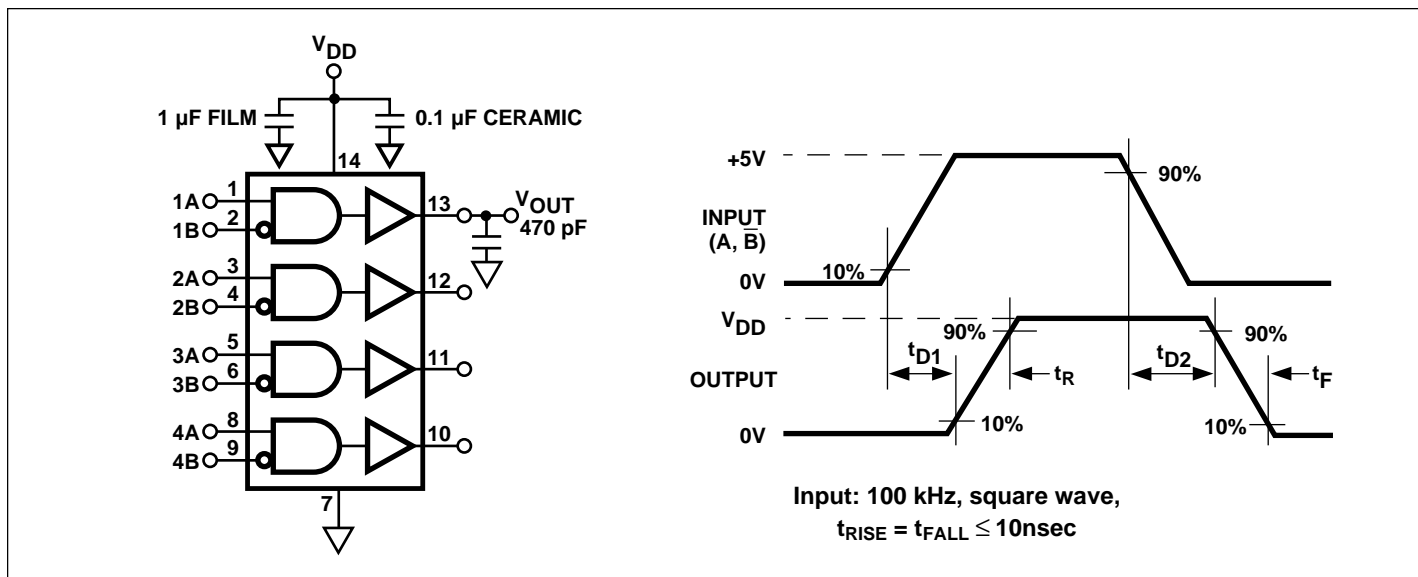 VDD
1 µF FILM
0.1 µF CERAMIC
14
1A 1
1B 2
13
VOUT
470 pF
2A 3
2B 4
12
3A 5
3B 6
11
4A 8
4B 9
10
7
+5V
90%
INPUT
(A, B̅)
10%
0V
VDD
90%
90%
tD1
tR
tD2
tF
OUTPUT
10%
10%
0V
Input: 100 kHz, square wave,
tRISE = tFALL ≤ 10nsec